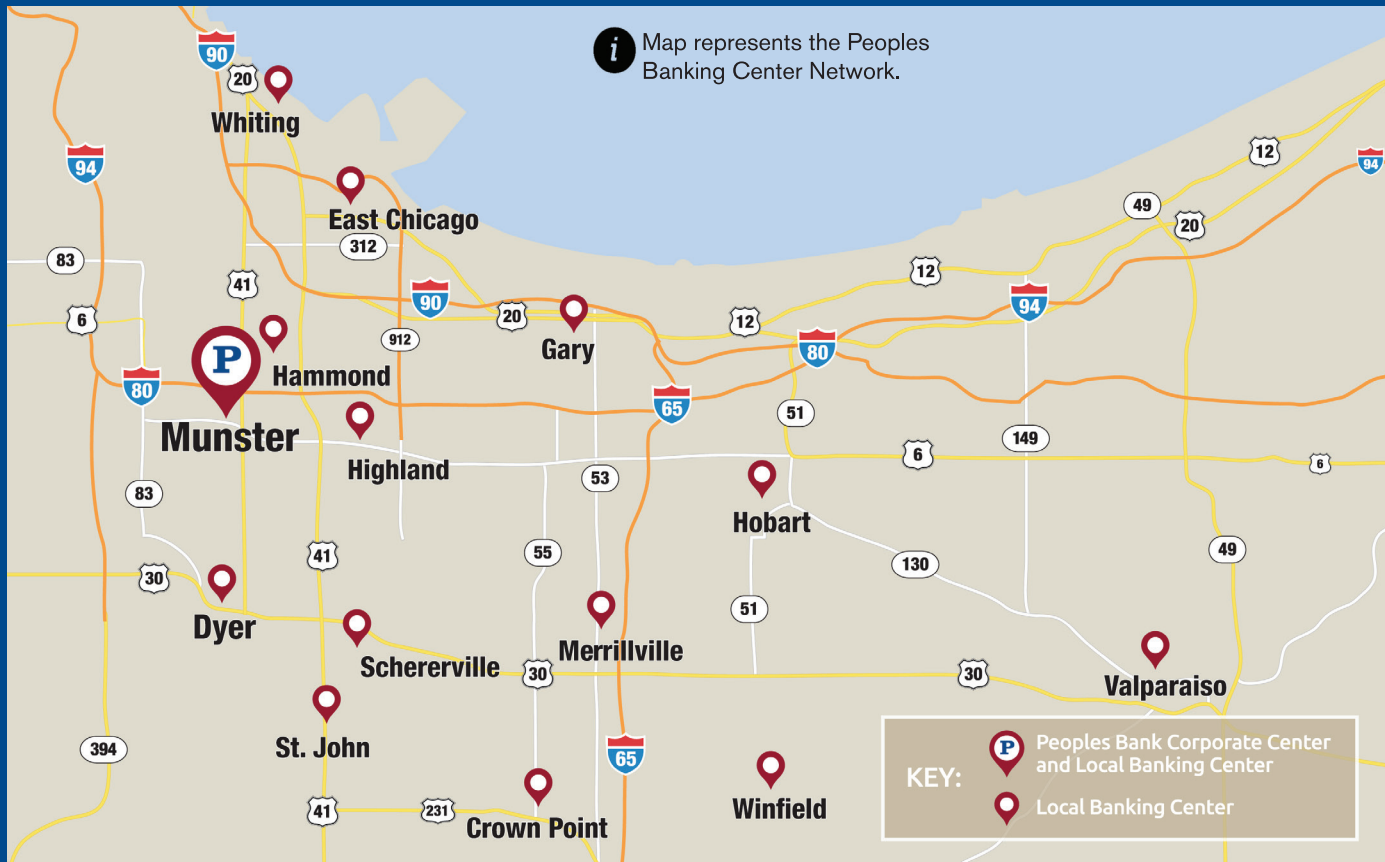 i
Map represents the Peoples
Banking Center Network.
90
20
Whiting
94
12
94
East Chicago
49
20
312
83
12
41
90
94
6
20
12
912
Gary
80
P
Hammond
80
65
51
Munster
149
Highland
6
6
53
83
Hobart
41
55
49
130
30
51
Dyer
Merrillville
Schererville
30
30
Valparaiso
St. John
394
65
KEY:
P
Peoples Bank Corporate Center
and Local Banking Center
Local Banking Center
41
231
Crown Point
Winfield